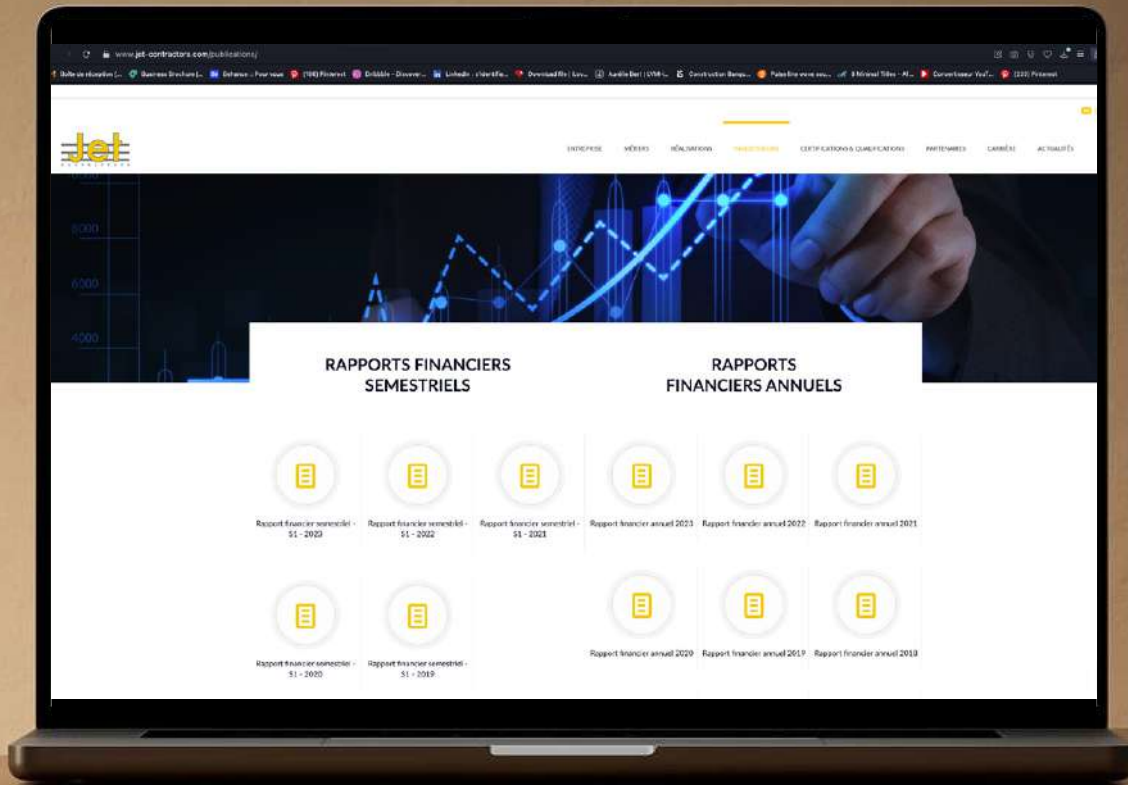 www.jet-contractors.com/publications/
Jet
ENTREPRISE MÉTIERS RÉALISATIONS PUBLICATIONS CERTIFICATIONS & QUALIFICATIONS PARTENAIRES CARRIÈRE ACTUALITÉS
8000
6000
4000
RAPPORTS FINANCIERS
SEMESTRIELS
RAPPORTS
FINANCIERS ANNUELS
Rapport financier semestriel -
S1 - 2023
Rapport financier semestriel -
S1 - 2022
Rapport financier semestriel -
S1 - 2021
Rapport financier annuel 2023
Rapport financier annuel 2022
Rapport financier annuel 2021
Rapport financier semestriel -
S1 - 2020
Rapport financier semestriel -
S1 - 2019
Rapport financier annuel 2020
Rapport financier annuel 2019
Rapport financier annuel 2018